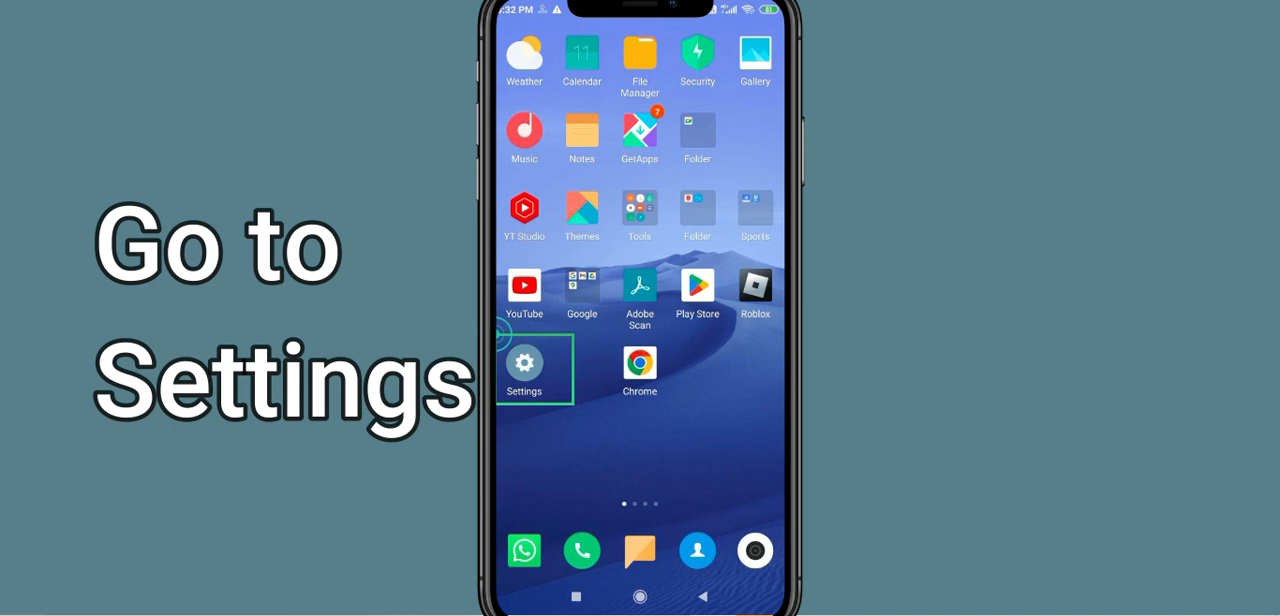 :32 PM
Weather Calendar File Manager Security Gallery
7
Music Notes GetApps Folder
YT Studio Themes Tools Folder Sports
YouTube Google Adobe Scan Play Store Roblox
Settings Chrome
Go to
Settings